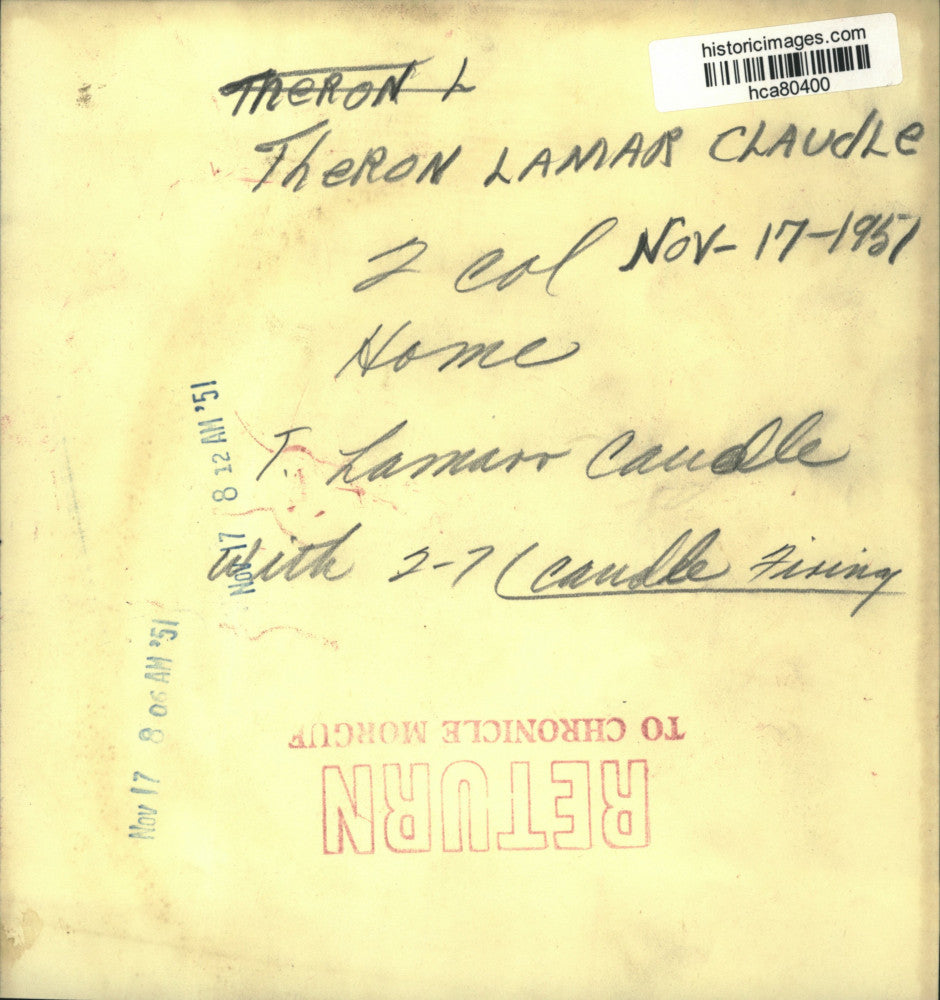 historicimages.com
hca80400
TheRON L
TheRON LAMAR CLAUdLe
2 col Nov-17-1951
Home
T. Lamarr Caudle
With 2-7 (caudle Firing
NOV 17 8 12 AM '51
NOV 17 8 06 AM '51
RETURN
TO CHRONICLE MORGUE